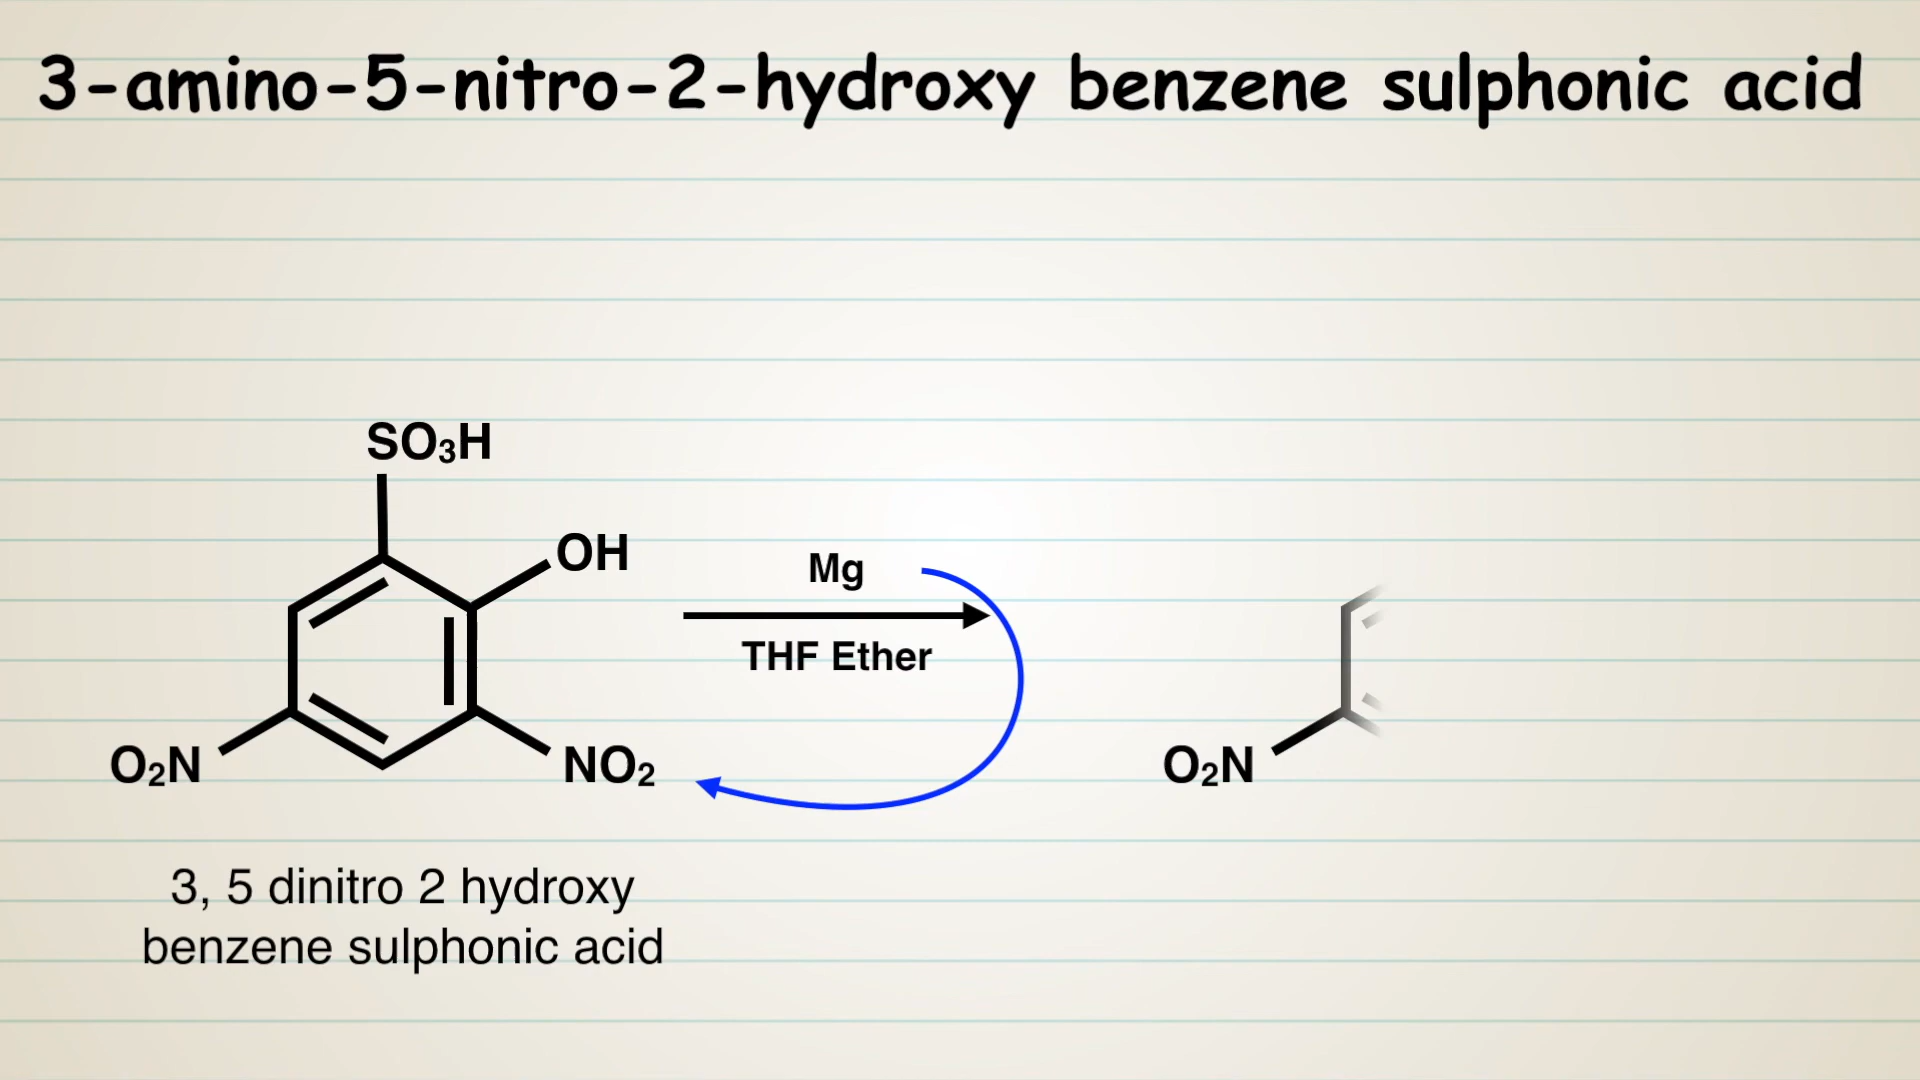 3-amino-5-nitro-2-hydroxy benzene sulphonic acid
SO₃H
OH
Mg
THF Ether
O₂N
NO₂
O₂N
3, 5 dinitro 2 hydroxy
benzene sulphonic acid